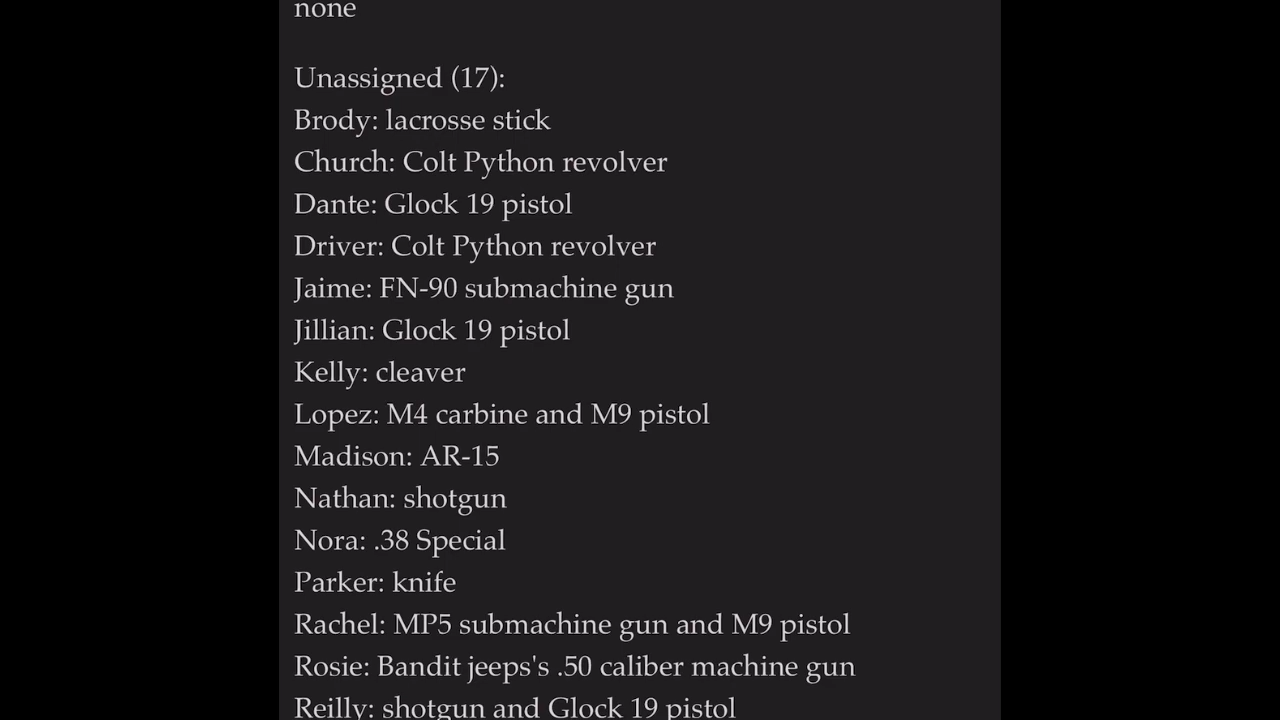 none
Unassigned (17):
Brody: lacrosse stick
Church: Colt Python revolver
Dante: Glock 19 pistol
Driver: Colt Python revolver
Jaime: FN-90 submachine gun
Jillian: Glock 19 pistol
Kelly: cleaver
Lopez: M4 carbine and M9 pistol
Madison: AR-15
Nathan: shotgun
Nora: .38 Special
Parker: knife
Rachel: MP5 submachine gun and M9 pistol
Rosie: Bandit jeeps's .50 caliber machine gun
Reilly: shotgun and Glock 19 pistol